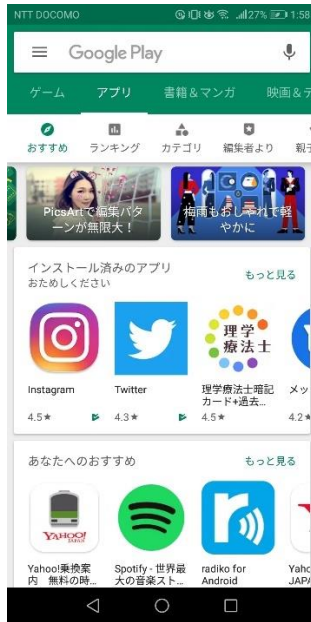 NTT DOCOMO
27% 1:58
Google Play
ゲーム アプリ 書籍＆マンガ 映画＆テ
おすすめ ランキング カテゴリ 編集者より 親子
PicsArtで編集パタ
ーンが無限大！
梅雨もおしゃれで軽
やかに
インストール済みのアプリ
おためしください
もっと見る
理学
療法士
Instagram Twitter 理学療法士暗記 メッ
カード+過去...
4.5★ 4.3★ 4.5★ 4.2★
あなたへのおすすめ
もっと見る
YAHOO!
JAPAN
Yahoo!乗換案 Spotify - 世界最 radiko for Yahoo
内 無料の時... 大の音楽スト... Android JAPA